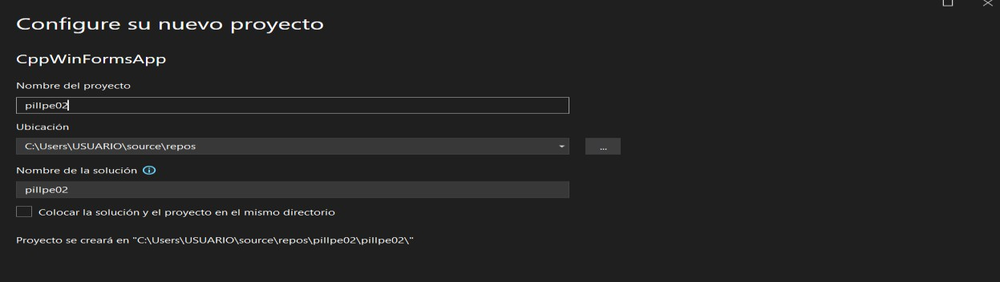 Configure su nuevo proyecto
CppWinFormsApp
Nombre del proyecto
pillpe02
Ubicación
C:\Users\USUARIO\source\repos
...
Nombre de la solución
pillpe02
Colocar la solución y el proyecto en el mismo directorio
Proyecto se creará en "C:\Users\USUARIO\source\repos\pillpe02\pillpe02\"